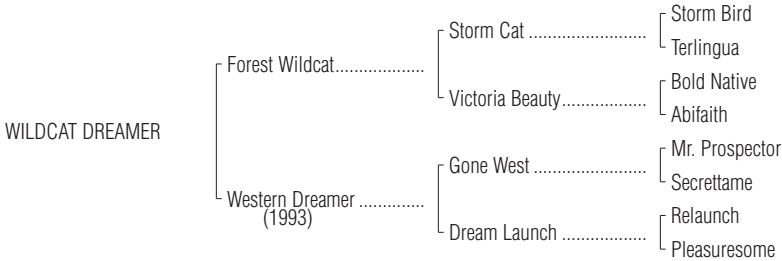 Storm Bird
Storm Cat ..........................
Terlingua
Forest Wildcat...................
Bold Native
Victoria Beauty...................
Abifaith
WILDCAT DREAMER
Mr. Prospector
Gone West .........................
Secrettame
Western Dreamer ..............
(1993)
Relaunch
Dream Launch ...................
Pleasuresome